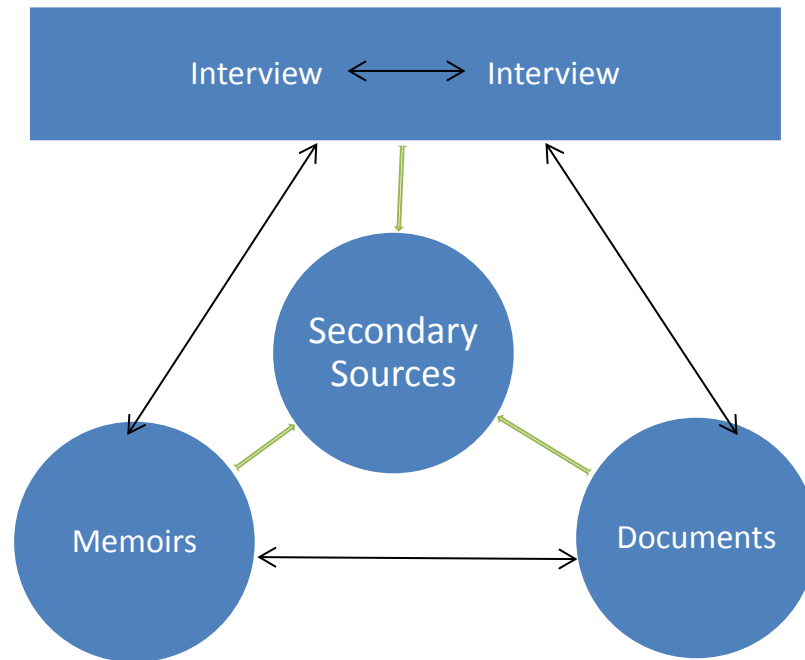 Interview Interview
Secondary
Sources
Memoirs
Documents